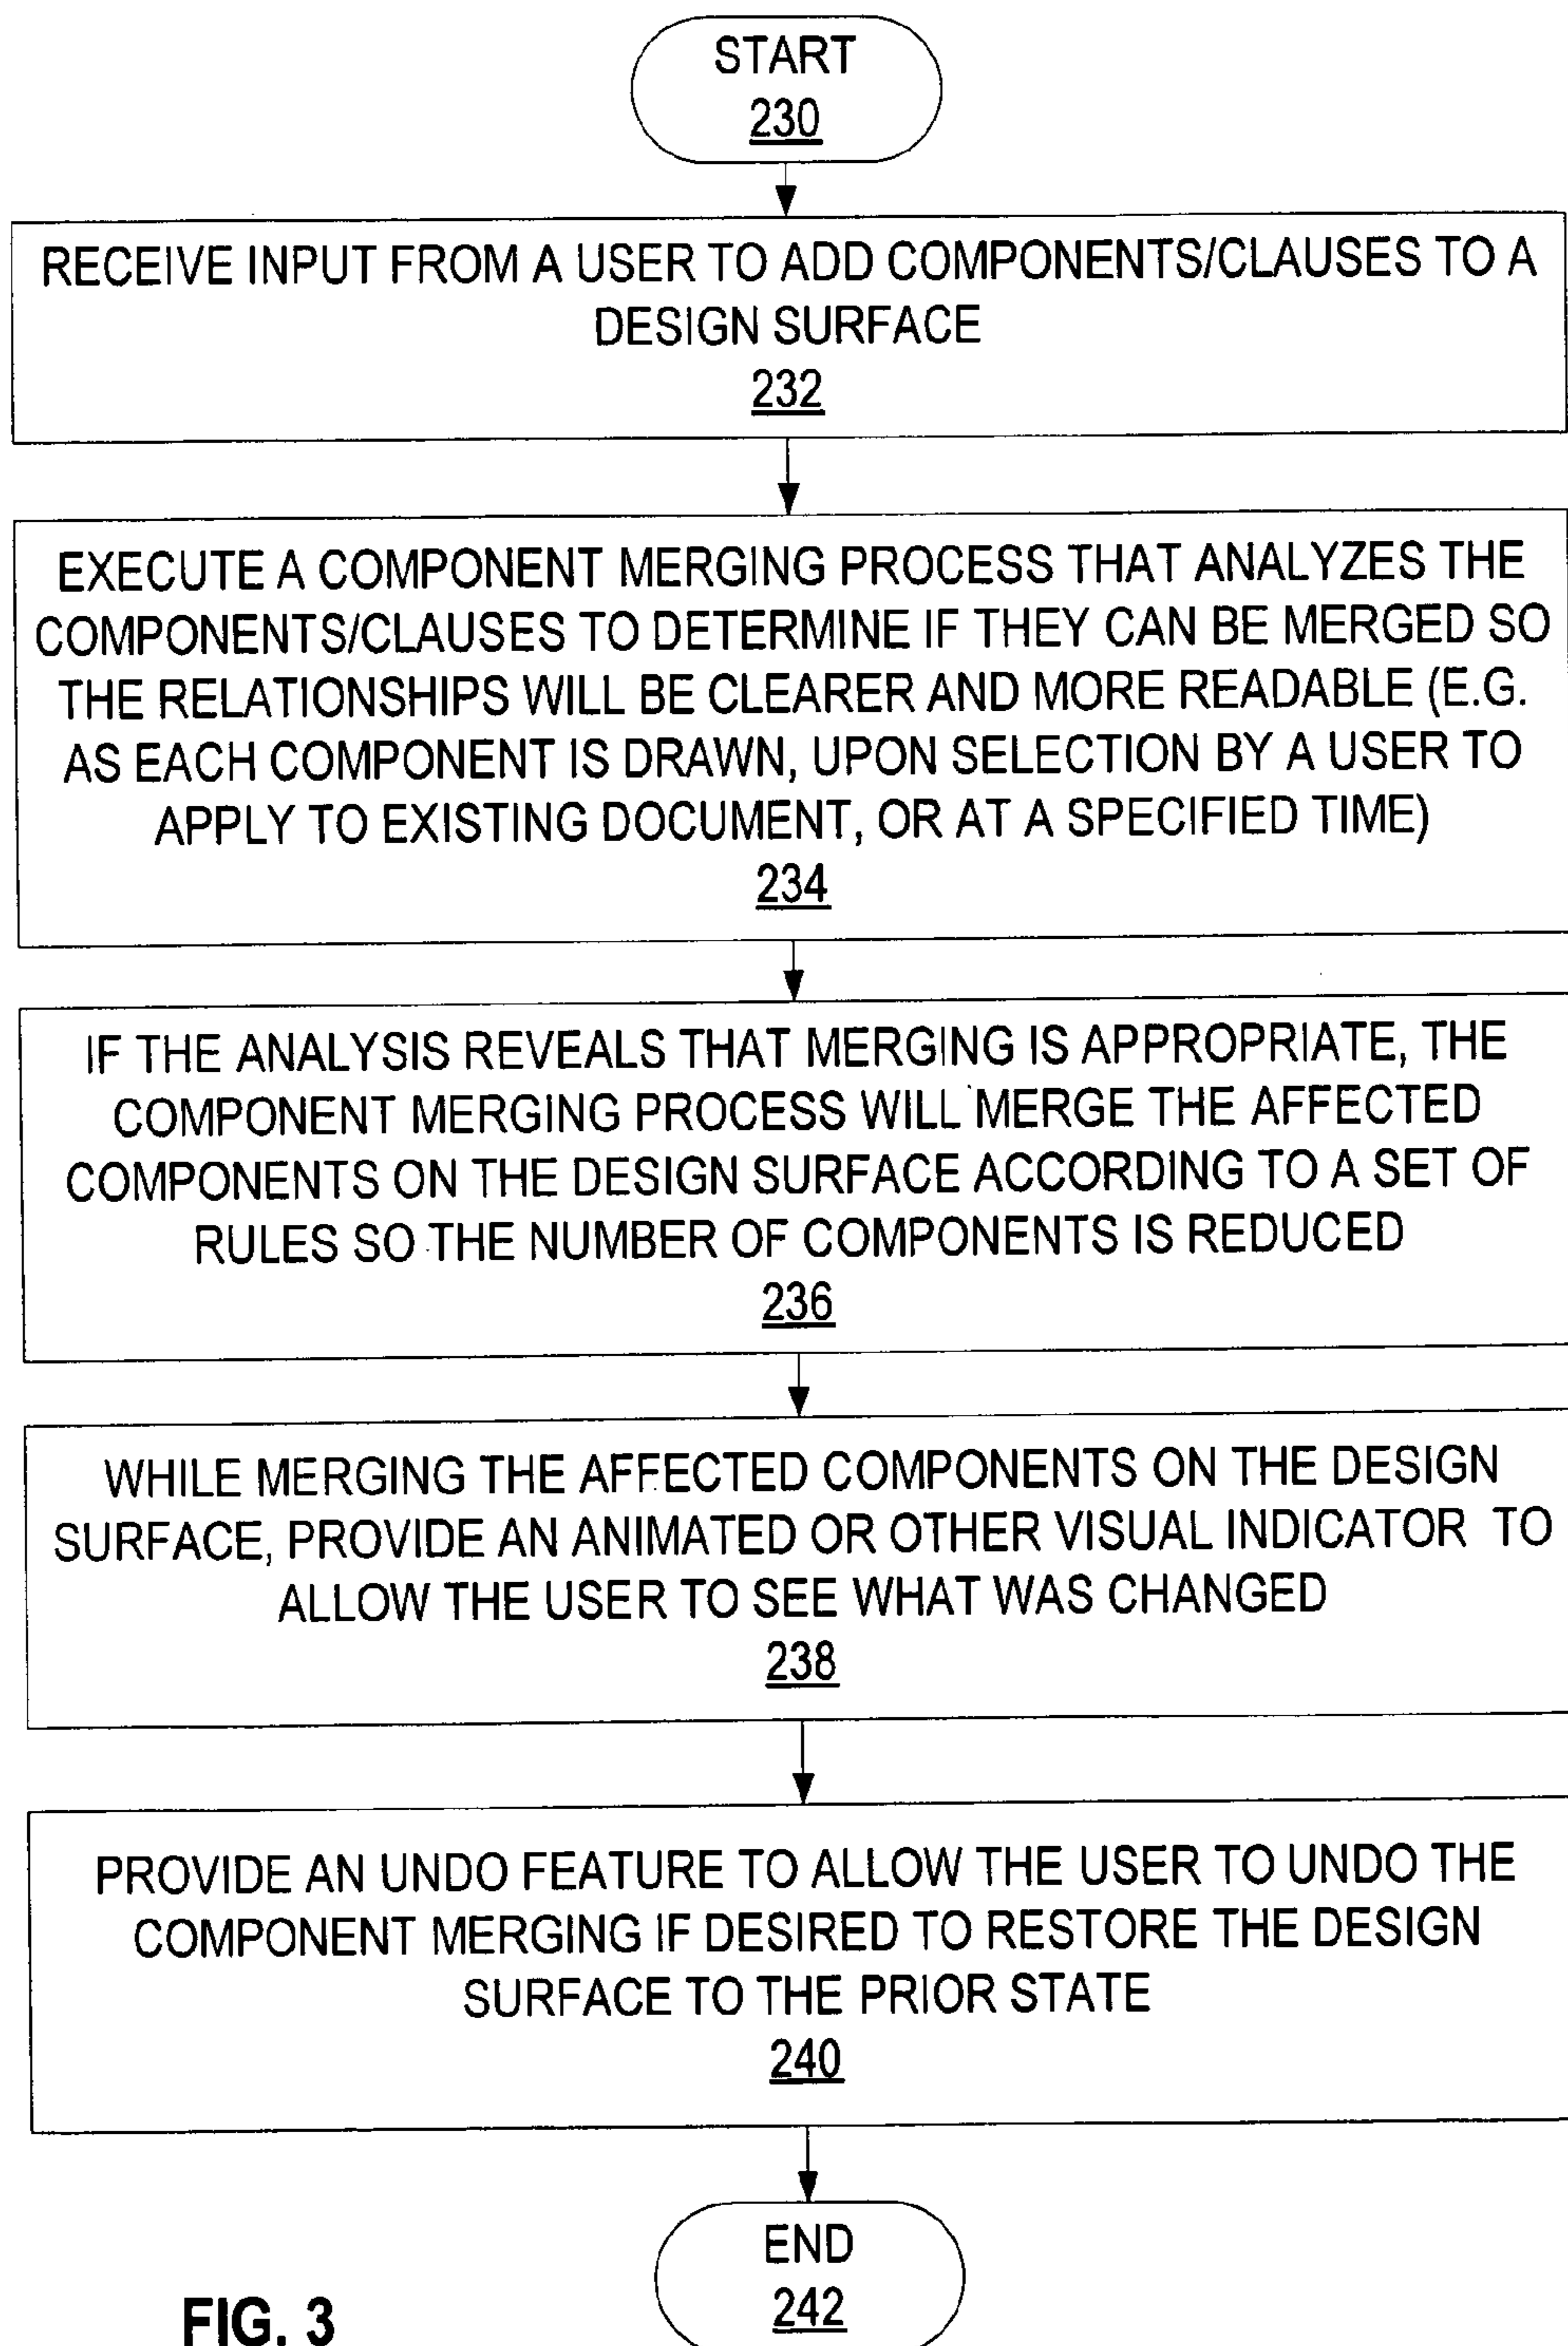 START
230
RECEIVE INPUT FROM A USER TO ADD COMPONENTS/CLAUSES TO A
DESIGN SURFACE
232
EXECUTE A COMPONENT MERGING PROCESS THAT ANALYZES THE
COMPONENTS/CLAUSES TO DETERMINE IF THEY CAN BE MERGED SO
THE RELATIONSHIPS WILL BE CLEARER AND MORE READABLE (E.G.
AS EACH COMPONENT IS DRAWN, UPON SELECTION BY A USER TO
APPLY TO EXISTING DOCUMENT, OR AT A SPECIFIED TIME)
234
IF THE ANALYSIS REVEALS THAT MERGING IS APPROPRIATE, THE
COMPONENT MERGING PROCESS WILL MERGE THE AFFECTED
COMPONENTS ON THE DESIGN SURFACE ACCORDING TO A SET OF
RULES SO THE NUMBER OF COMPONENTS IS REDUCED
236
WHILE MERGING THE AFFECTED COMPONENTS ON THE DESIGN
SURFACE, PROVIDE AN ANIMATED OR OTHER VISUAL INDICATOR TO
ALLOW THE USER TO SEE WHAT WAS CHANGED
238
PROVIDE AN UNDO FEATURE TO ALLOW THE USER TO UNDO THE
COMPONENT MERGING IF DESIRED TO RESTORE THE DESIGN
SURFACE TO THE PRIOR STATE
240
END
242
FIG. 3